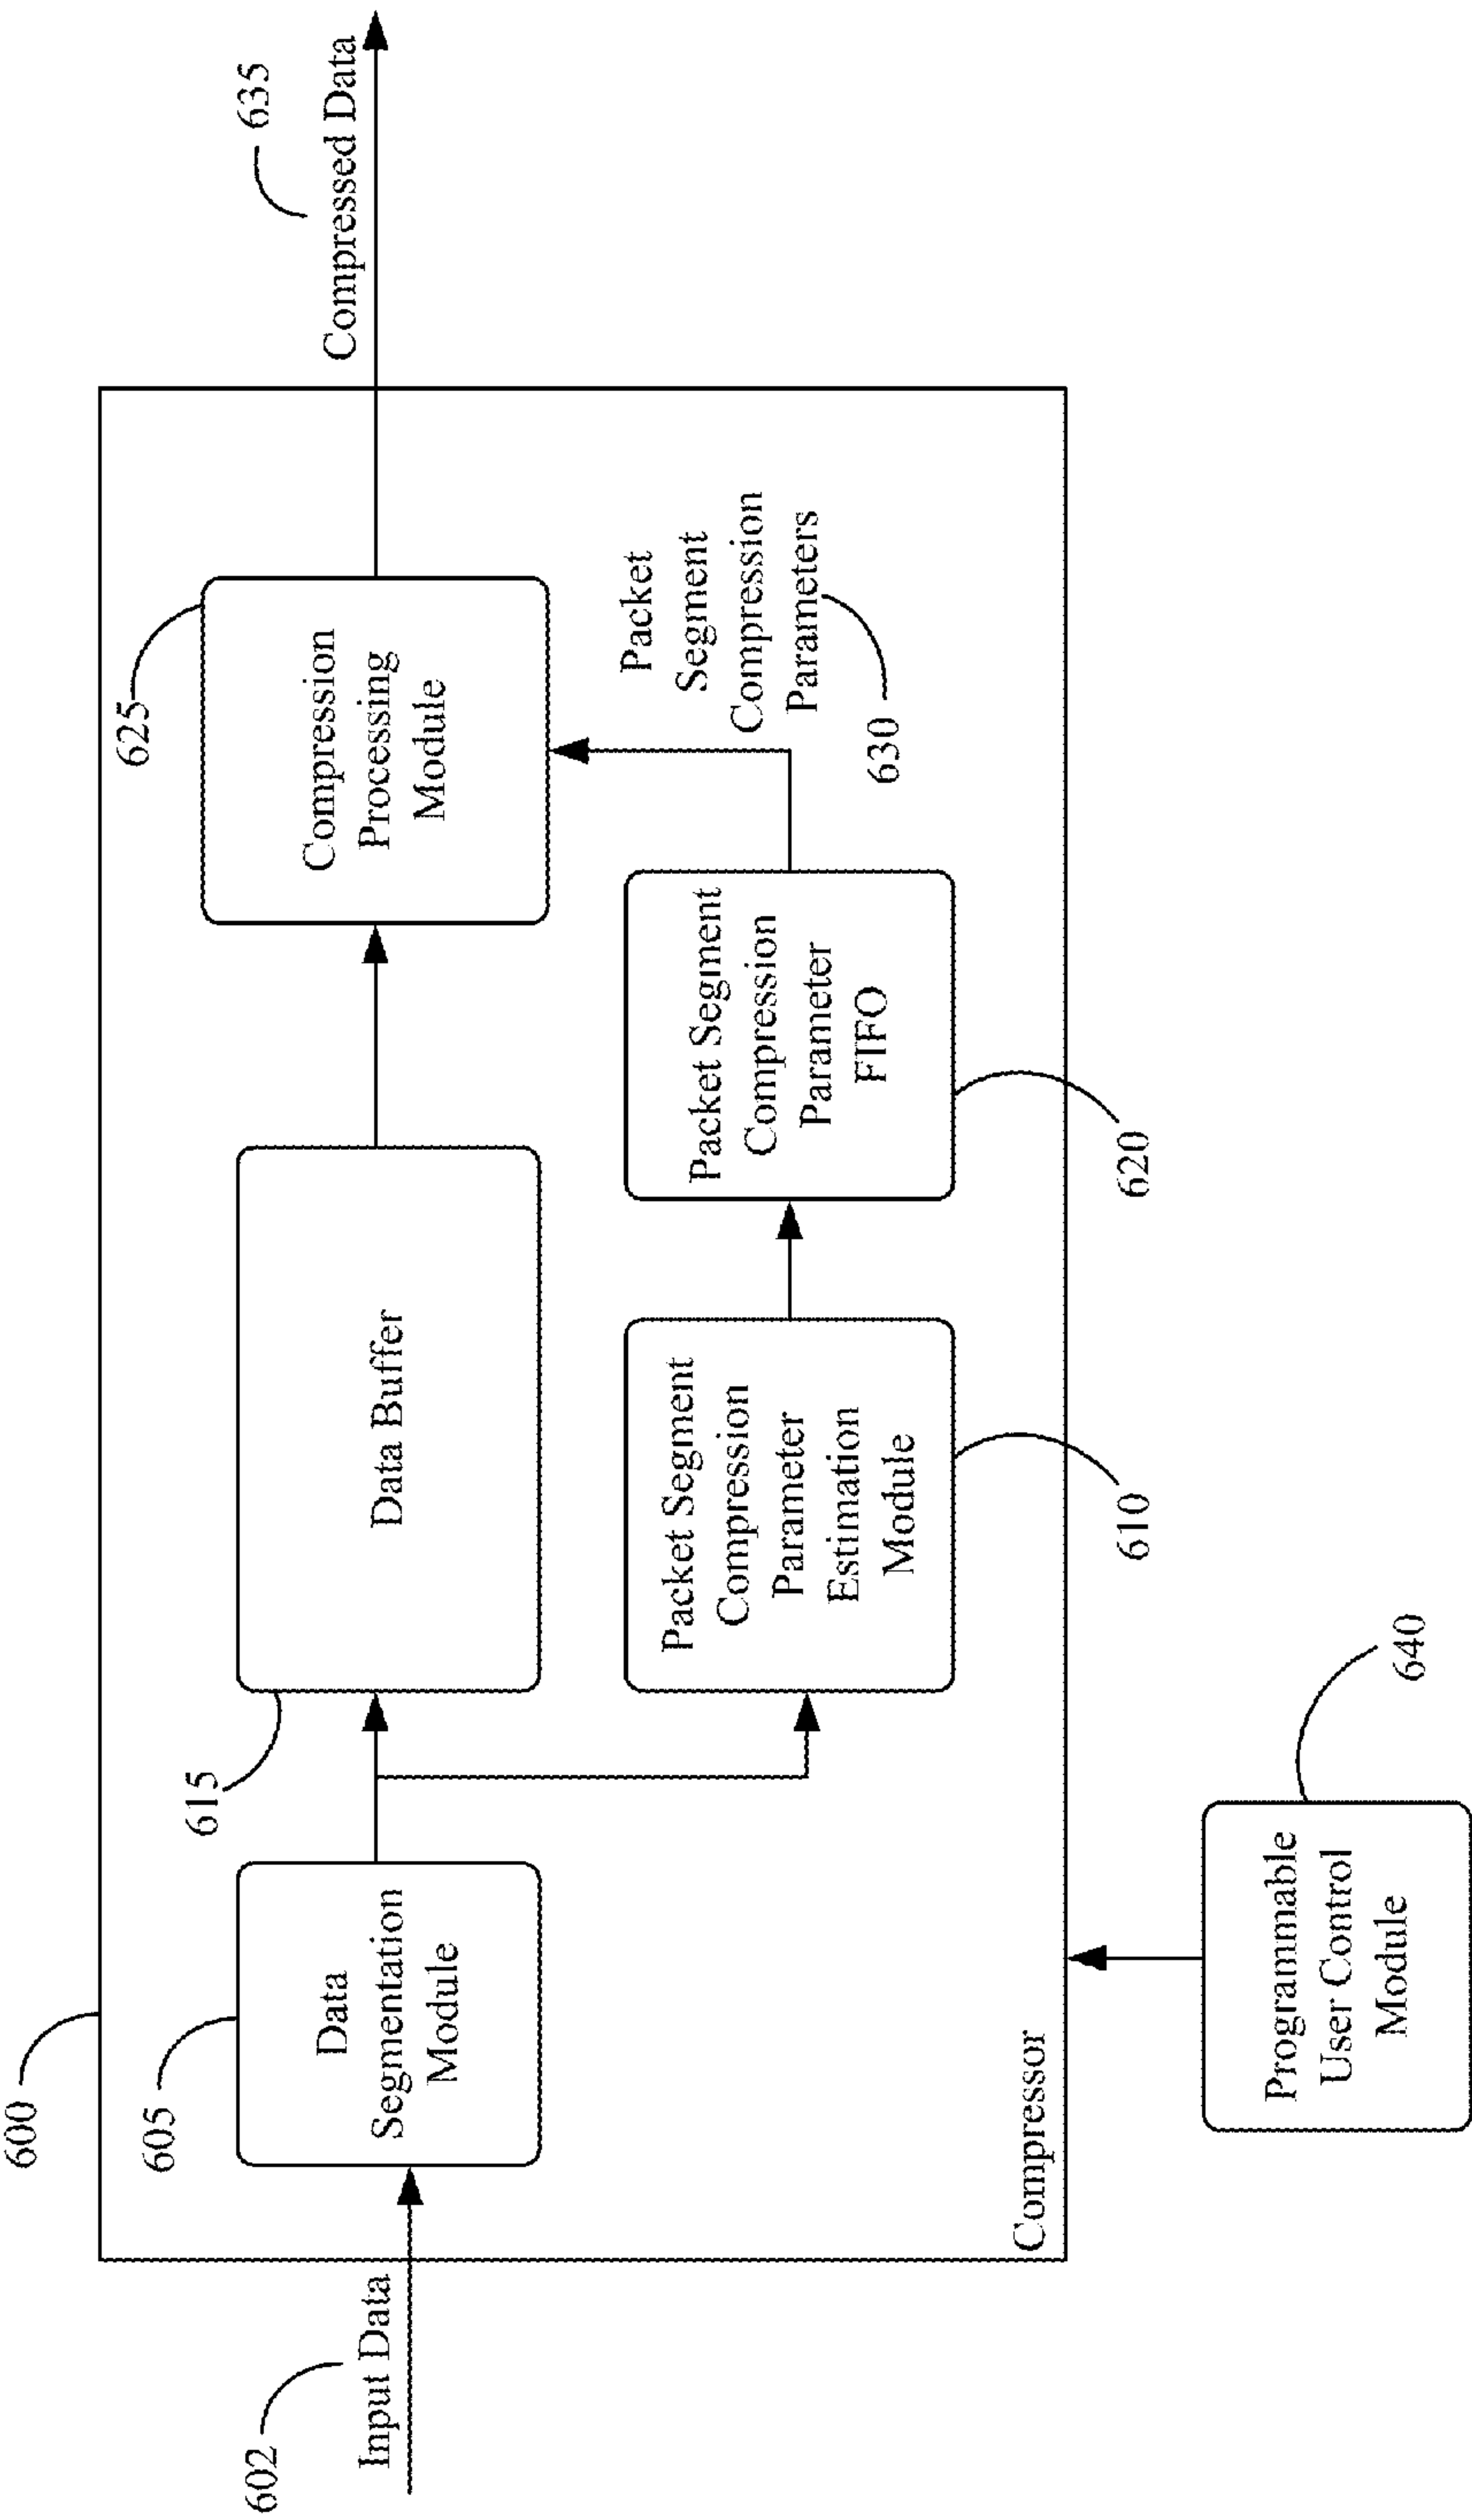 600
602
Input Data
605
Data
Segmentation
Module
615
Data Buffer
625
Compression
Processing
Module
635
Compressed Data
Packet Segment
Compression
Parameter
Estimation
Module
610
Packet Segment
Compression
Parameter
FIFO
620
Packet
Segment
Compression
Parameters
630
Compressor
Programmable
User Control
Module
640